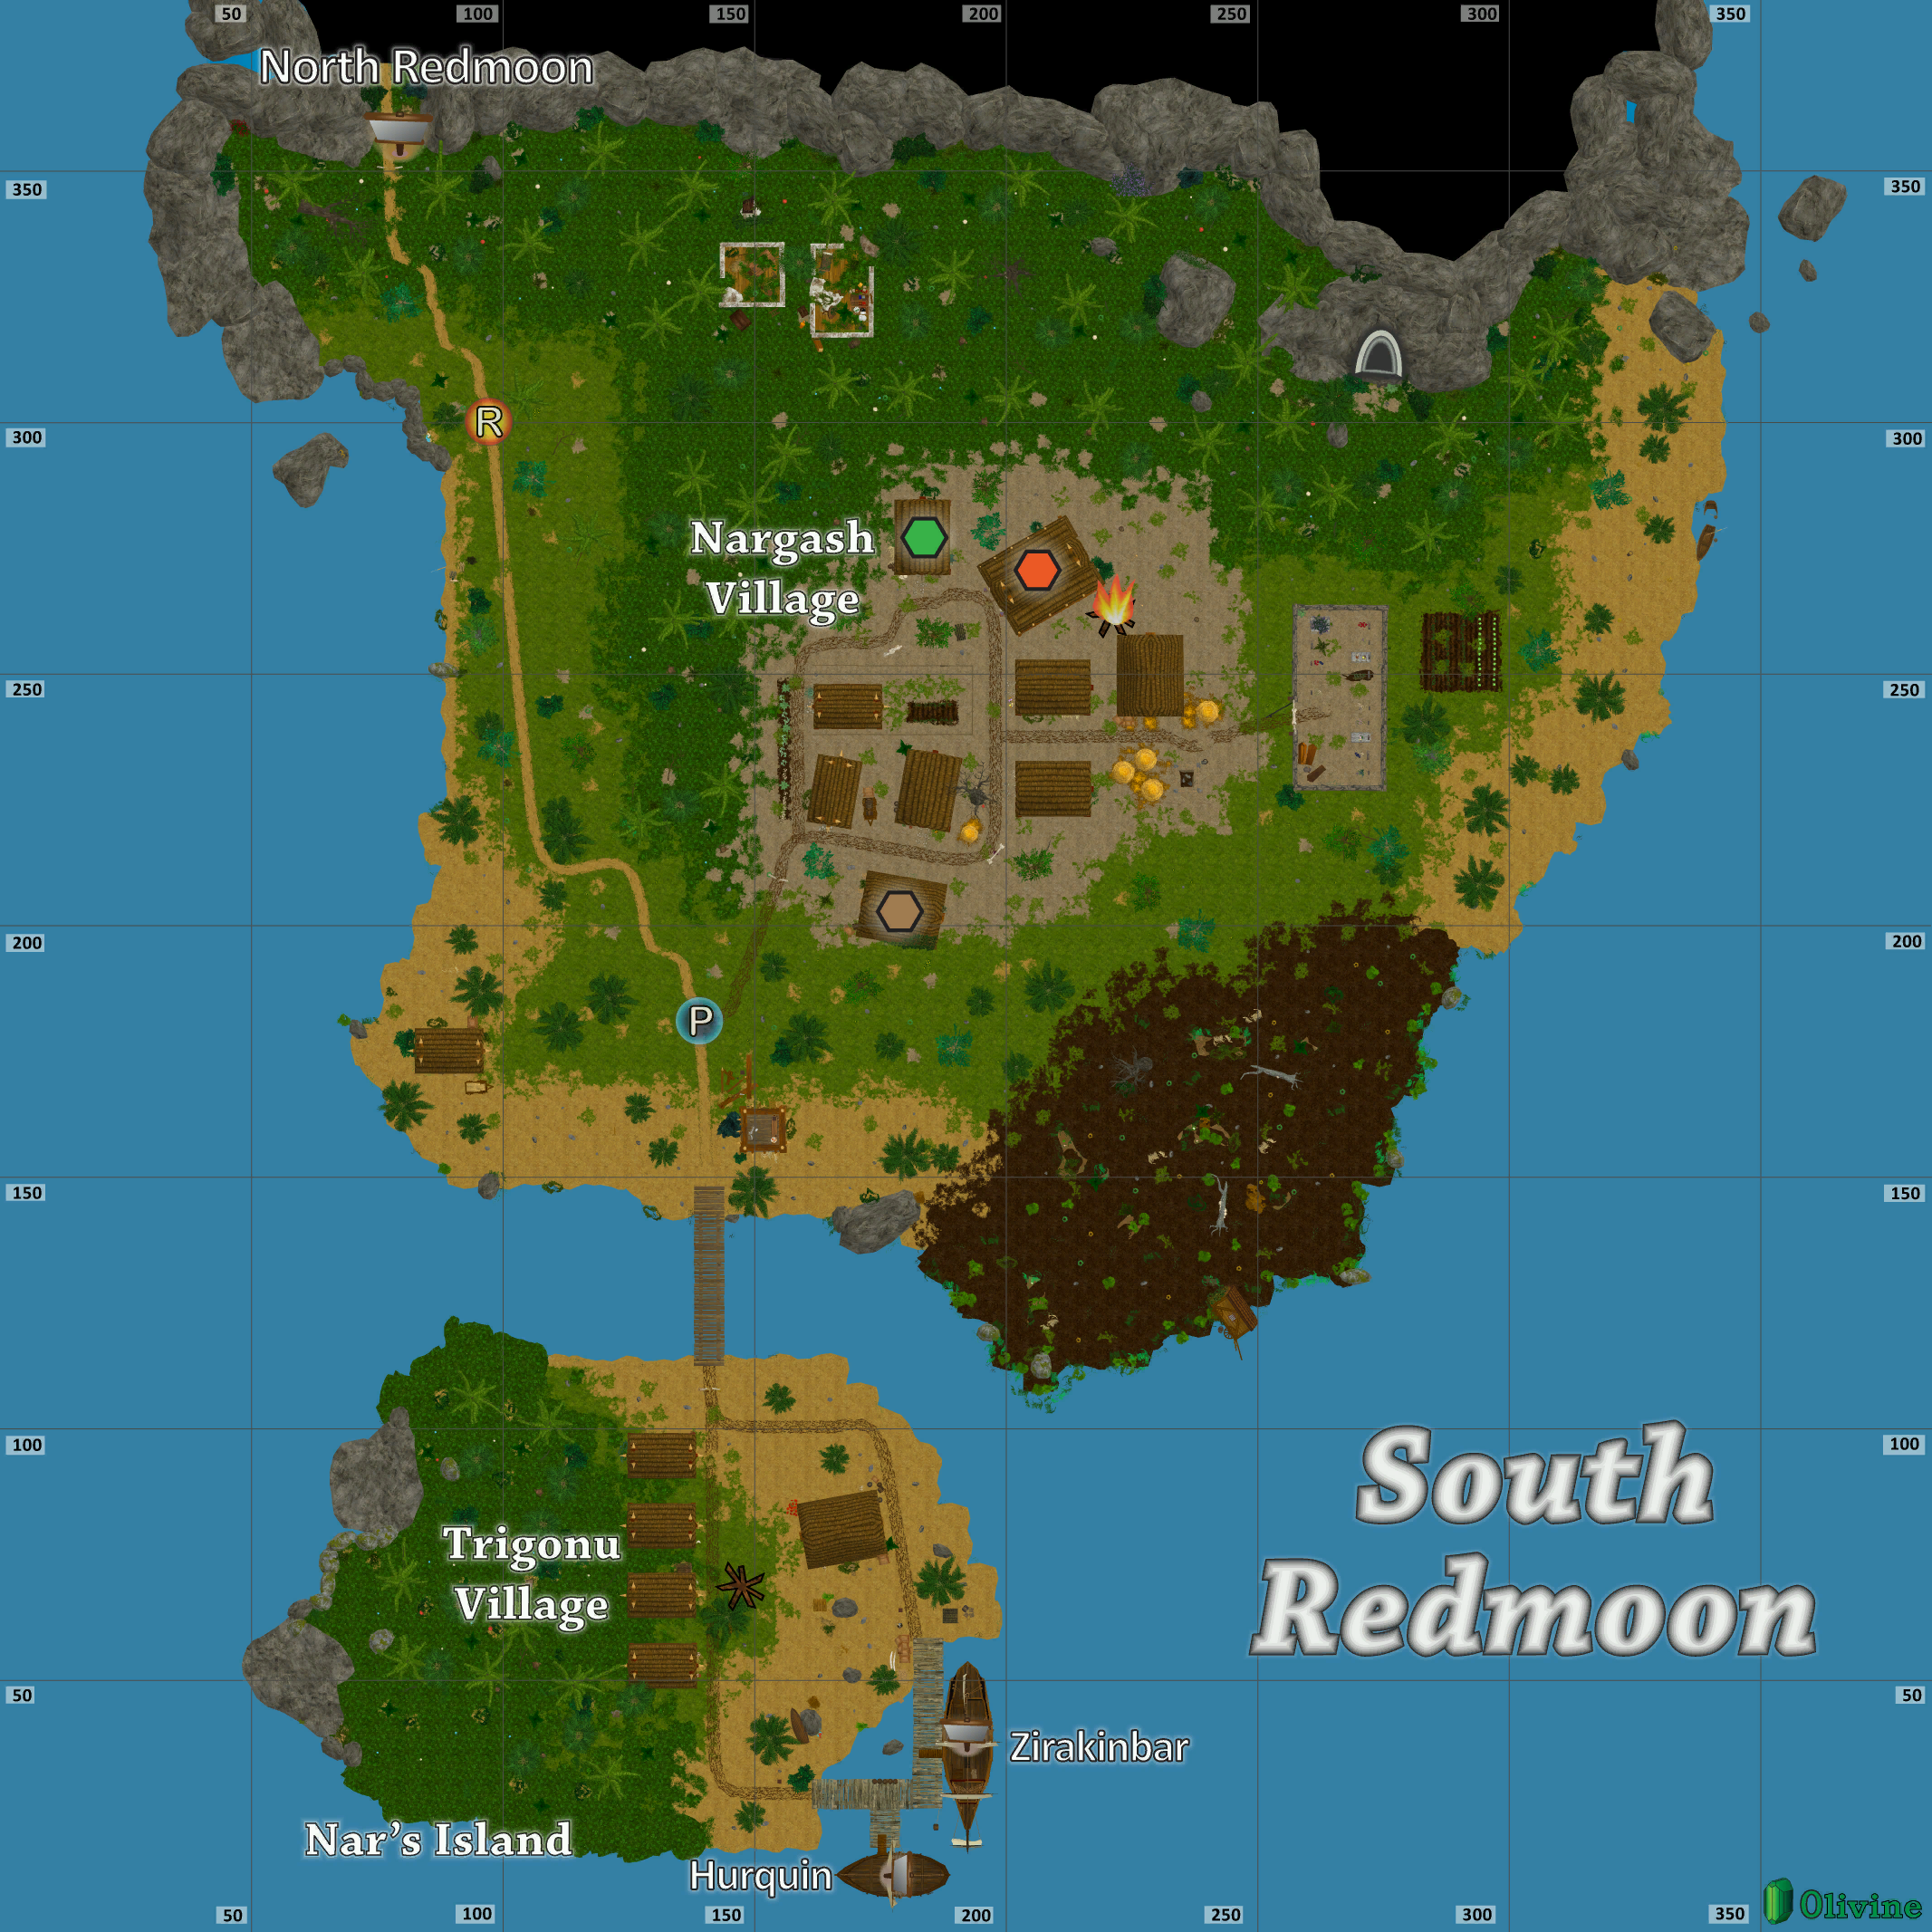 50 100 150 200 250 300 350
North Redmoon
350 350
R
300 300
Nargash
Village
250 250
200 200
P
150 150
100 100
South
Redmoon
Trigonu
Village
50 50
Zirakinbar
Nar's Island
Hurquin
Olivine
50 100 150 200 250 300 350